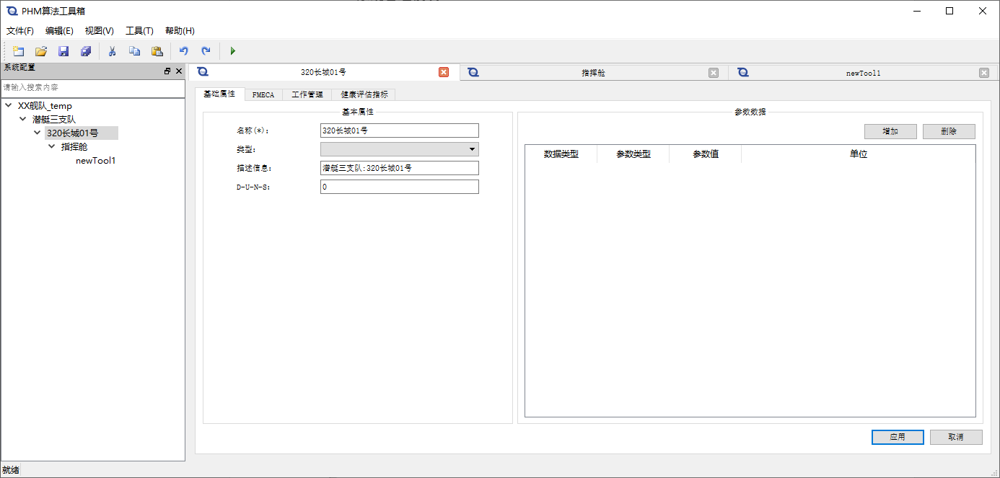 PHM算法工具箱
文件(F) 编辑(E) 视图(V) 工具(T) 帮助(H)
系统配置
请输入搜索内容
XX舰队_temp
潜艇三支队
320长城01号
指挥舱
newTool1
320长城01号 指挥舱 newTool1
基础属性 FMECA 工作管理 健康评估指标
基本属性
名称(*):
320长城01号
类型:
描述信息:
潜艇三支队:320长城01号
D-U-N-S:
0
参数数据
增加 删除
数据类型 参数类型 参数值 单位
应用 取消
就绪